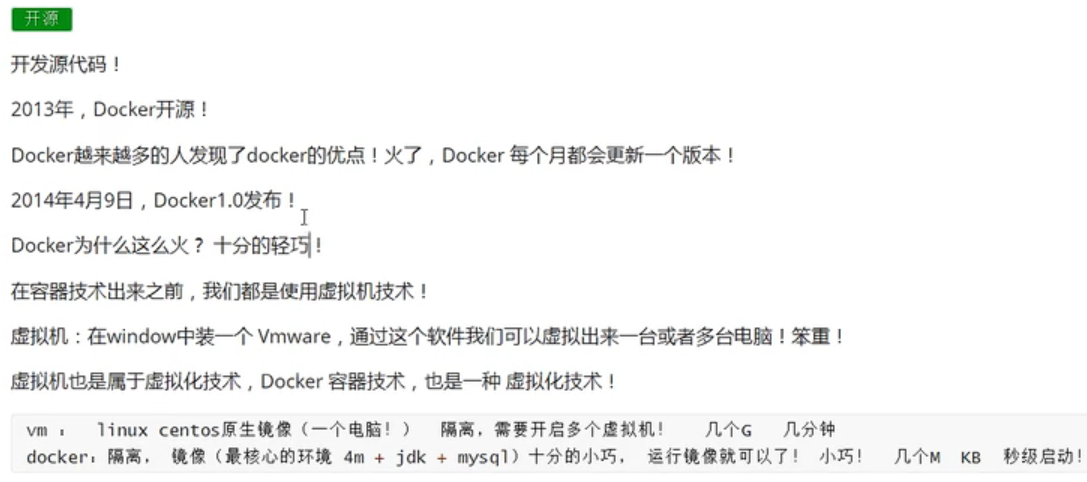 开源
开发源代码！
2013年，Docker开源！
Docker越来越多的人发现了docker的优点！火了，Docker 每个月都会更新一个版本！
2014年4月9日，Docker1.0发布！
Docker为什么这么火？ 十分的轻巧！
在容器技术出来之前，我们都是使用虚拟机技术！
虚拟机：在window中装一个 Vmware，通过这个软件我们可以虚拟出来一台或者多台电脑！笨重！
虚拟机也是属于虚拟化技术，Docker 容器技术，也是一种 虚拟化技术！
vm ： linux centos原生镜像（一个电脑！） 隔离，需要开启多个虚拟机！ 几个G 几分钟
docker：隔离， 镜像（最核心的环境 4m + jdk + mysql）十分的小巧， 运行镜像就可以了！ 小巧！ 几个M KB 秒级启动！